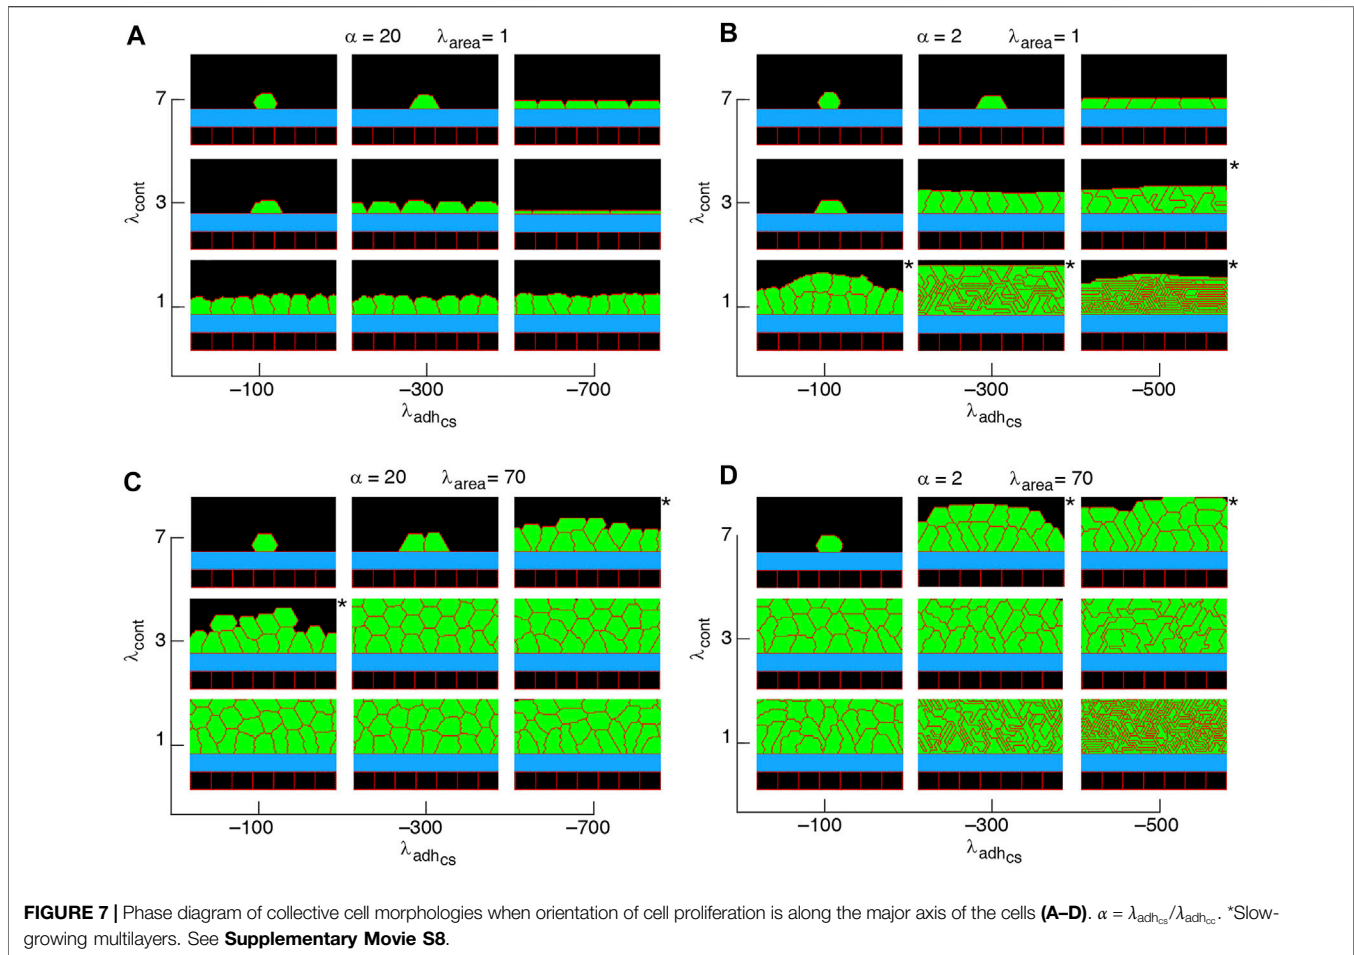 A
α = 20 λarea= 1
7
3
1
λcont
−100 −300 −700
λadhcs
B
α = 2 λarea= 1
*
7
3
1
* * *
λcont
−100 −300 −500
λadhcs
C
α = 20 λarea= 70
*
7
*
3
1
λcont
−100 −300 −700
λadhcs
D
α = 2 λarea= 70
* *
7
3
1
λcont
−100 −300 −500
λadhcs
FIGURE 7 | Phase diagram of collective cell morphologies when orientation of cell proliferation is along the major axis of the cells (A–D). α = λadhcs/λadhcc. *Slow-
growing multilayers. See Supplementary Movie S8.